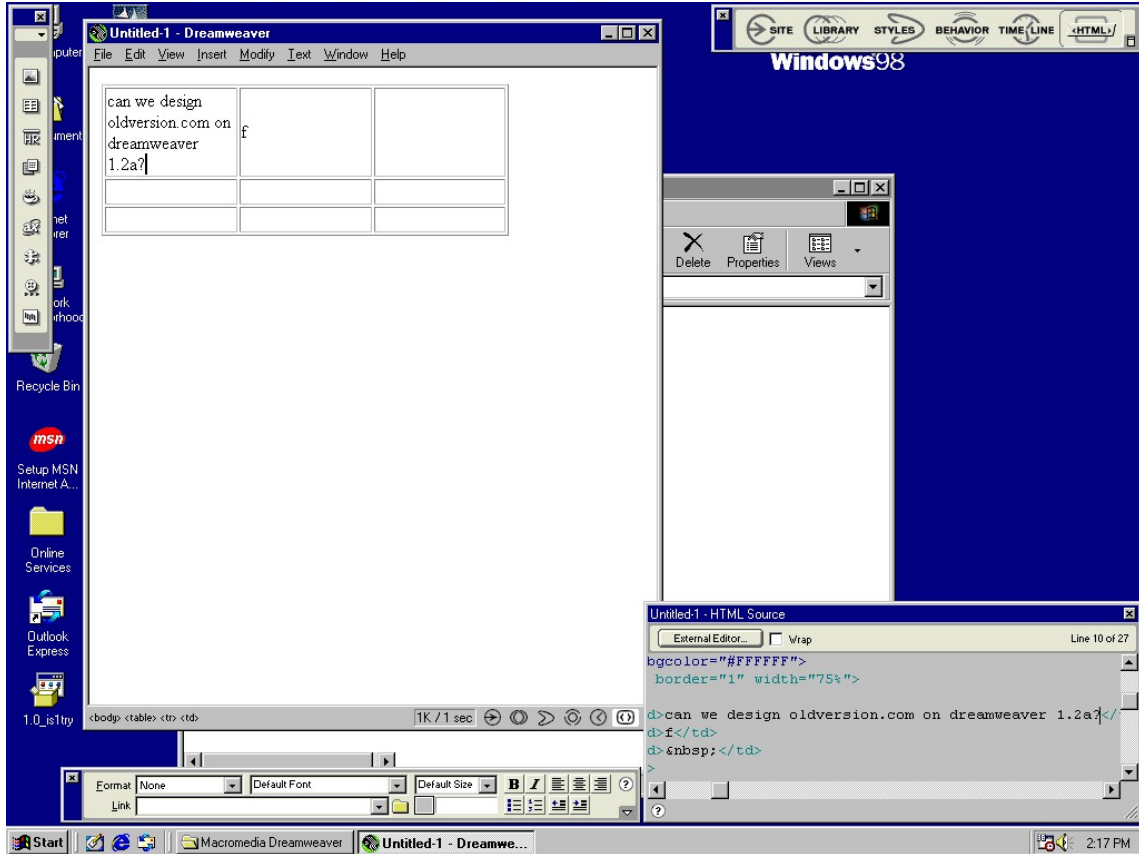 Untitled-1 - Dreamweaver
File Edit View Insert Modify Text Window Help
SITE LIBRARY STYLES BEHAVIOR TIMELINE <HTML>
Windows98
can we design
oldversion.com on
dreamweaver
1.2a?
f
HR
Delete Properties Views
Recycle Bin
msn
Setup MSN
Internet A...
Online
Services
Outlook
Express
1.0_is1try
<body> <table> <tr> <td>
1K / 1 sec
Untitled-1 - HTML Source
External Editor... Wrap Line 10 of 27
bgcolor="#FFFFFF">
border="1" width="75%">
d>can we design oldversion.com on dreamweaver 1.2a?</
d>f</td>
d>&nbsp;</td>
>
Format None Default Font Default Size B I
Link
Start Macromedia Dreamweaver Untitled-1 - Dreamwe... 2:17 PM